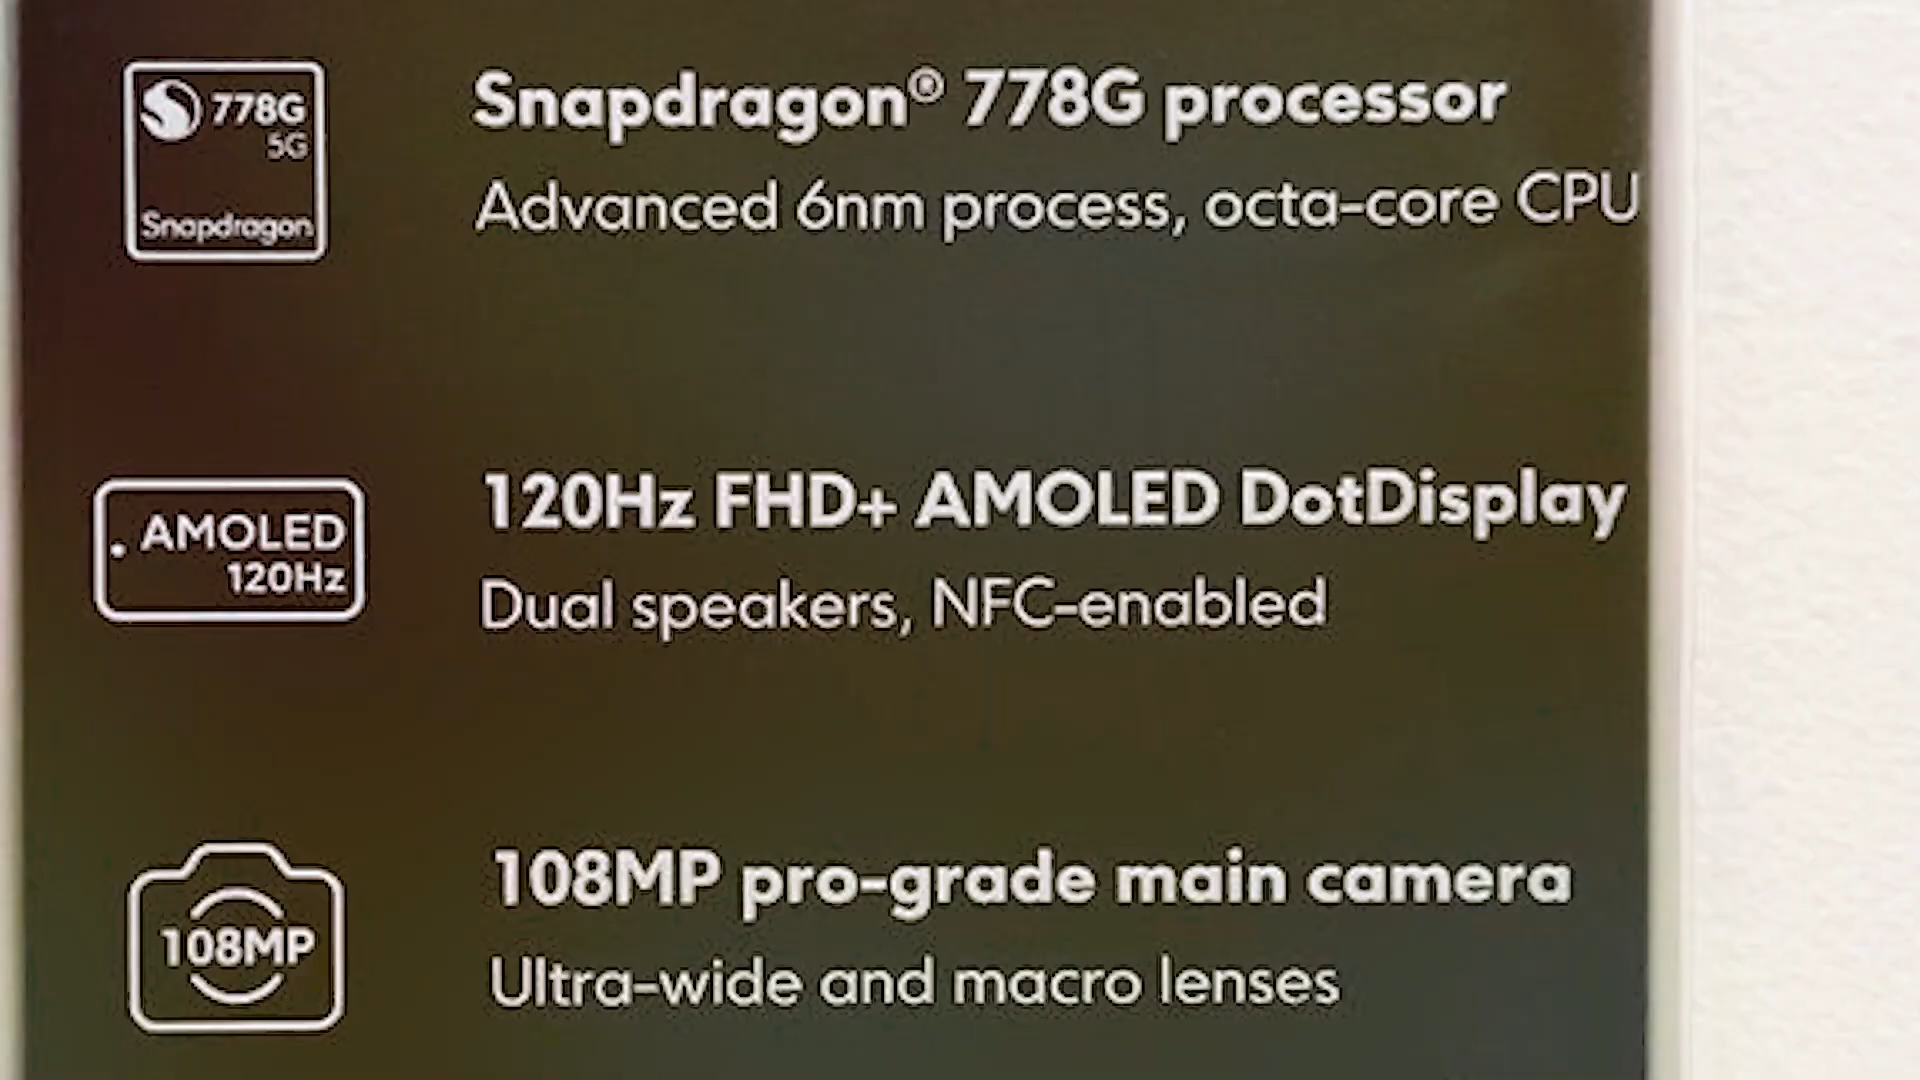 778G
5G
Snapdragon
Snapdragon® 778G processor
Advanced 6nm process, octa-core CPU
AMOLED
120Hz
120Hz FHD+ AMOLED DotDisplay
Dual speakers, NFC-enabled
108MP
108MP pro-grade main camera
Ultra-wide and macro lenses